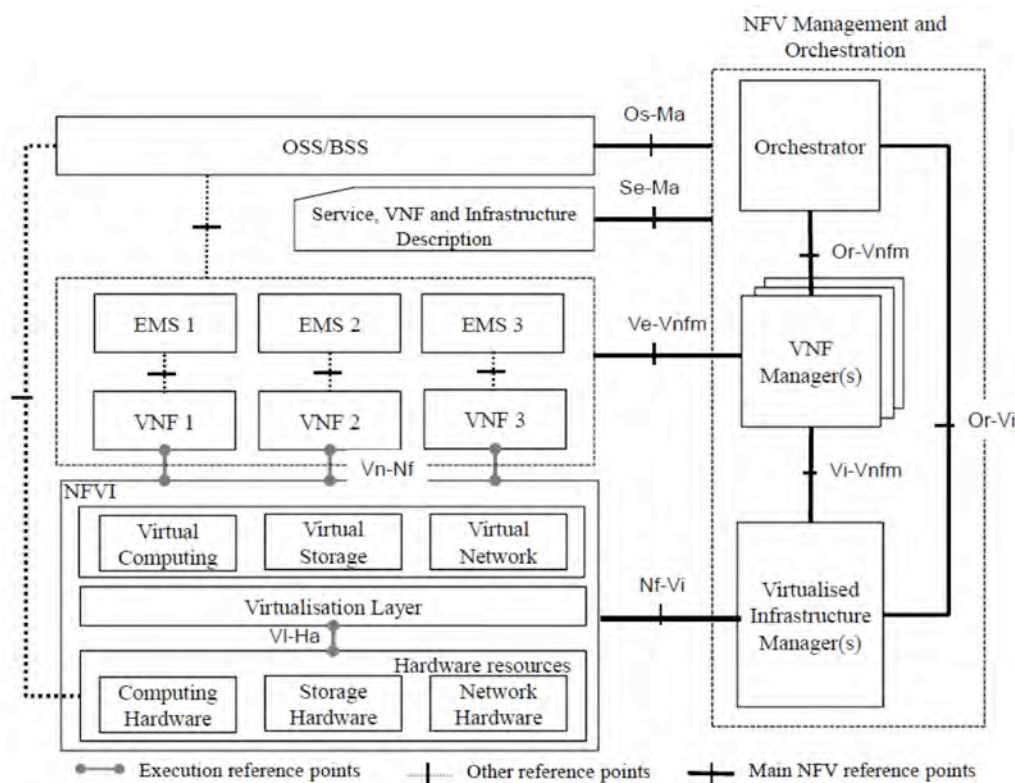 NFV Management and
Orchestration
Os-Ma
OSS/BSS
Orchestrator
Se-Ma
Service, VNF and Infrastructure
Description
Or-Vnfm
EMS 1
EMS 2
EMS 3
Ve-Vnfm
VNF
Manager(s)
VNF 1
VNF 2
VNF 3
Or-Vi
Vn-Nf
Vi-Vnfm
NFVI
Virtual
Computing
Virtual
Storage
Virtual
Network
Nf-Vi
Virtualisation Layer
Virtualised
Infrastructure
Manager(s)
Vl-Ha
Hardware resources
Computing
Hardware
Storage
Hardware
Network
Hardware
Execution reference points
Other reference points
Main NFV reference points